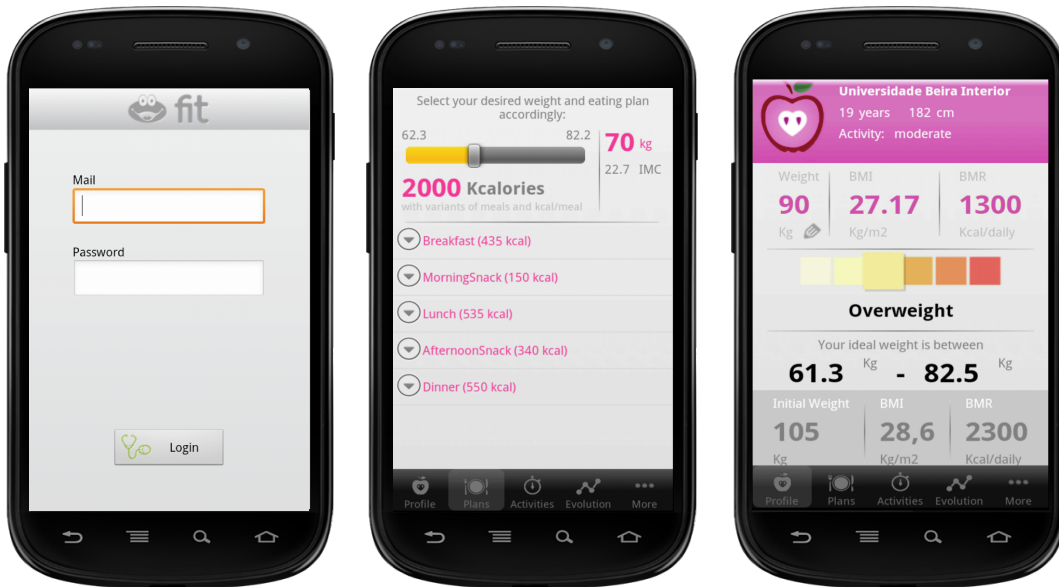 fit
Mail
Password
Login
Select your desired weight and eating plan
accordingly:
62.3 82.2
70 kg
22.7 IMC
2000 Kcalories
with variants of meals and kcal/meal
Breakfast (435 kcal)
MorningSnack (150 kcal)
Lunch (535 kcal)
AfternoonSnack (340 kcal)
Dinner (550 kcal)
Profile Plans Activities Evolution More
Universidade Beira Interior
19 years 182 cm
Activity: moderate
Weight BMI BMR
90 27.17 1300
Kg Kg/m2 Kcal/daily
Overweight
Your ideal weight is between
61.3 Kg - 82.5 Kg
Initial Weight BMI BMR
105 28,6 2300
Kg Kg/m2 Kcal/daily
Profile Plans Activities Evolution More